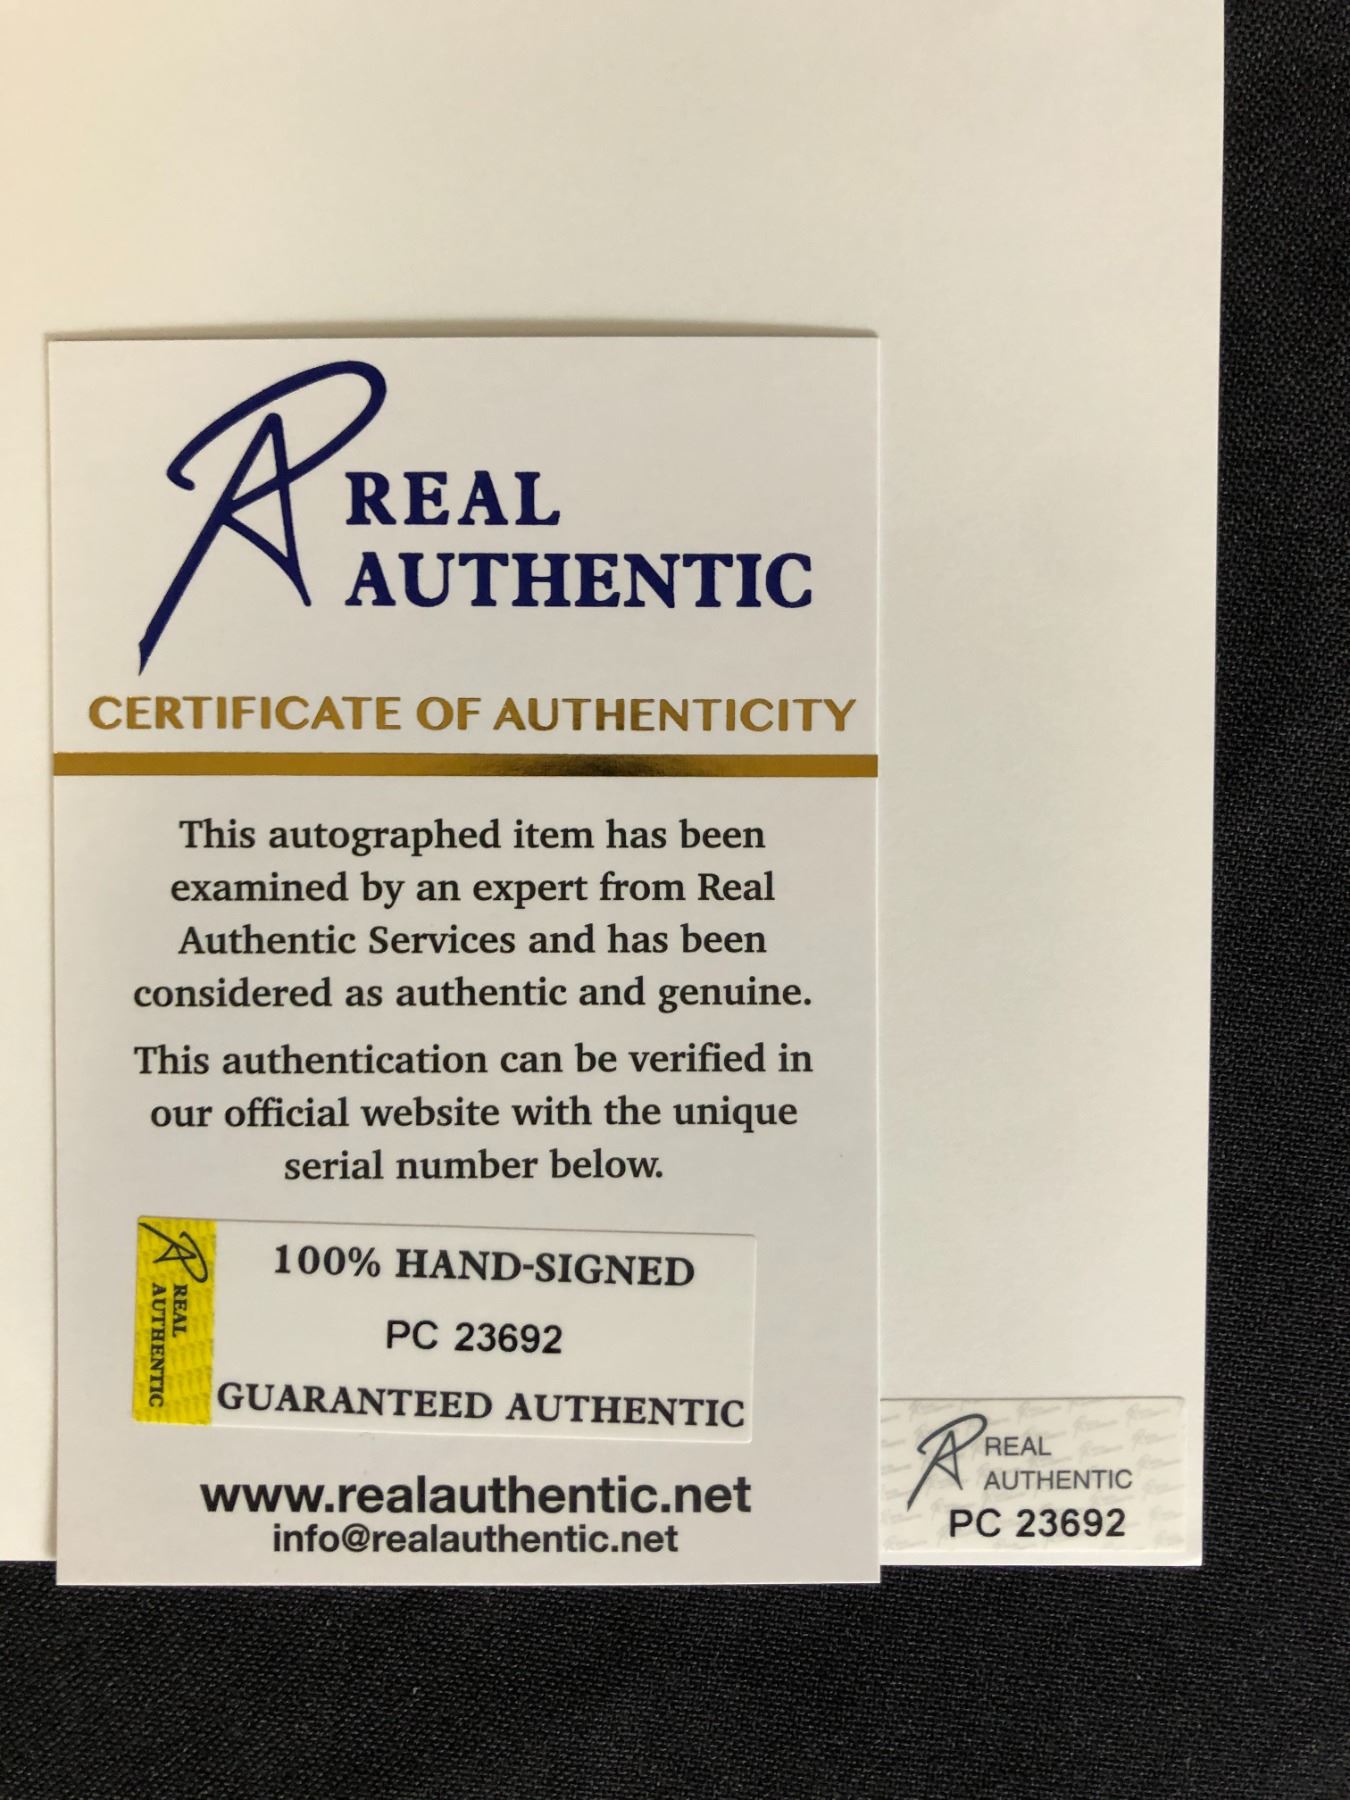 REAL
AUTHENTIC
CERTIFICATE OF AUTHENTICITY
This autographed item has been
examined by an expert from Real
Authentic Services and has been
considered as authentic and genuine.
This authentication can be verified in
our official website with the unique
serial number below.
REAL
AUTHENTIC
100% HAND-SIGNED
PC 23692
GUARANTEED AUTHENTIC
www.realauthentic.net
info@realauthentic.net
REAL
AUTHENTIC
PC 23692